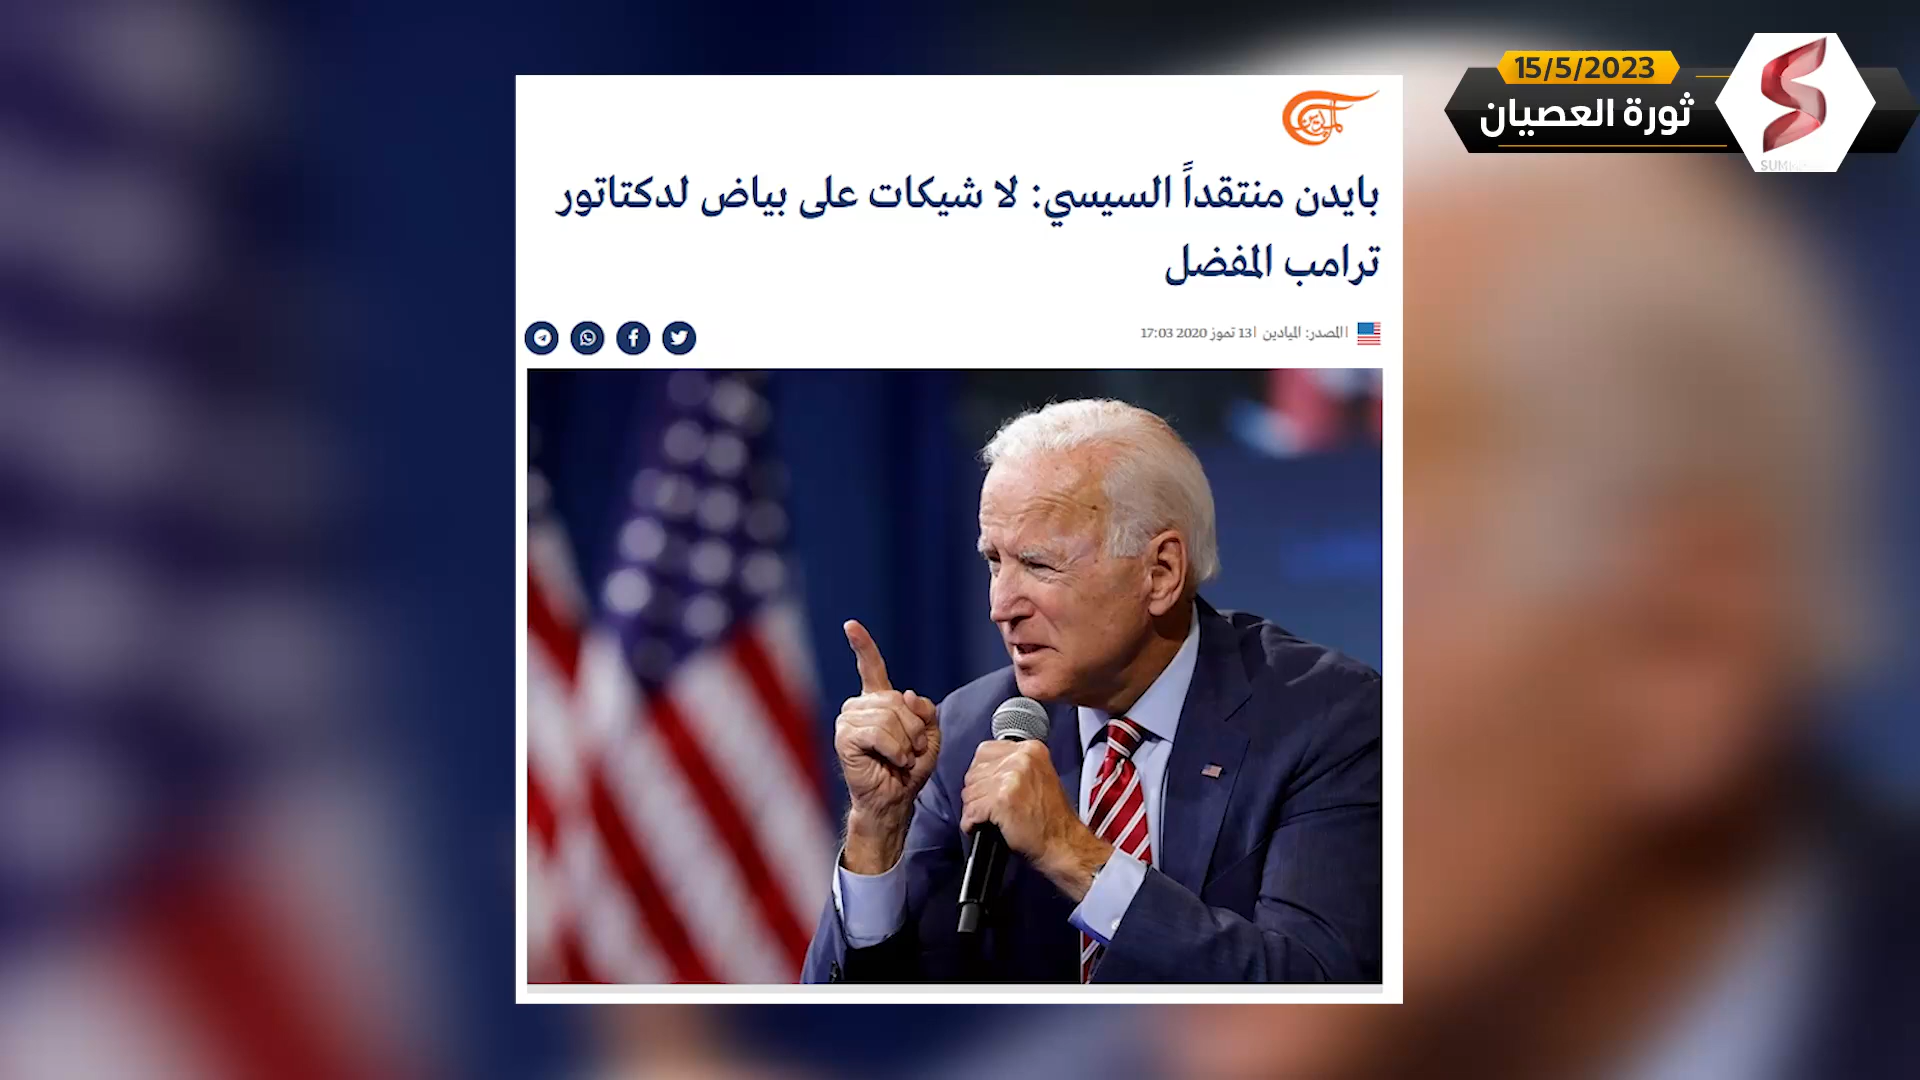 15/5/2023
ثورة العصيان
بايدن منتقداً السيسي: لا شيكات على بياض لدكتاتور
ترامب المفضل
المصدر: الميادين | 13 تموز 2020 17:03